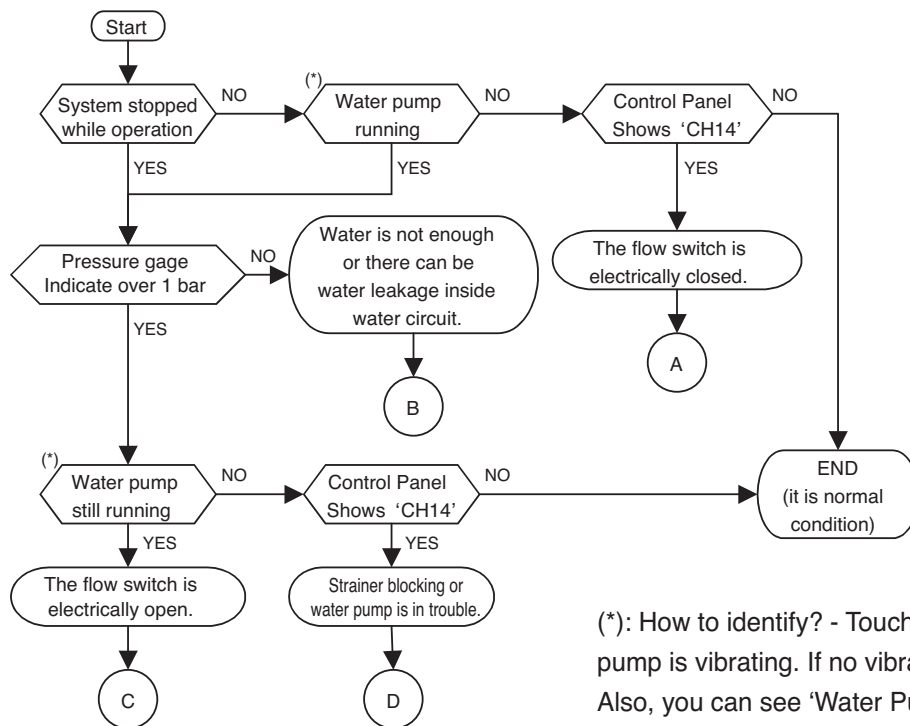 Start
System stopped
while operation
NO
YES
(*)
Water pump
running
NO
YES
Control Panel
Shows ‘CH14’
NO
YES
The flow switch is
electrically closed.
A
Pressure gage
Indicate over 1 bar
NO
YES
Water is not enough
or there can be
water leakage inside
water circuit.
B
(*)
Water pump
still running
NO
YES
Control Panel
Shows ‘CH14’
NO
YES
END
(it is normal
condition)
The flow switch is
electrically open.
C
Strainer blocking or
water pump is in trouble.
D
(*): How to identify? - Touch
pump is vibrating. If no
Also, you can see ‘Water